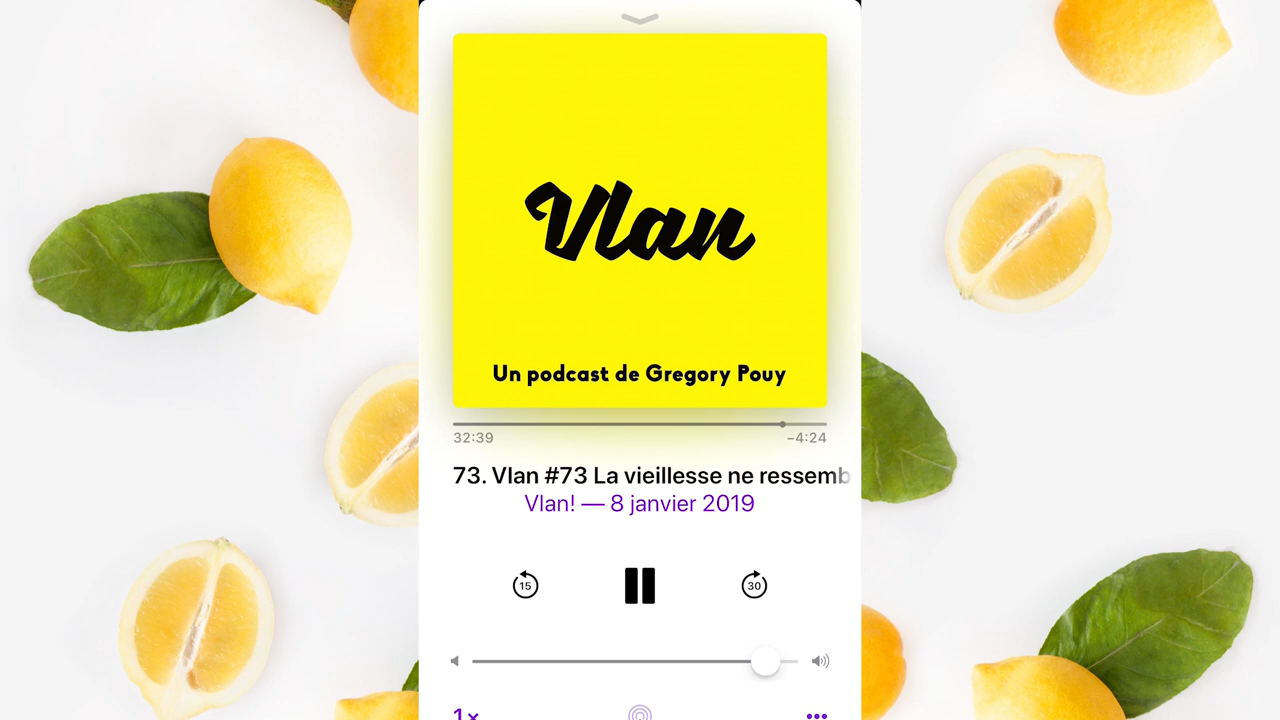 Vlan
Un podcast de Gregory Pouy
32:39
−4:24
73. Vlan #73 La vieillesse ne ressemb
Vlan! — 8 janvier 2019
15
30
1×